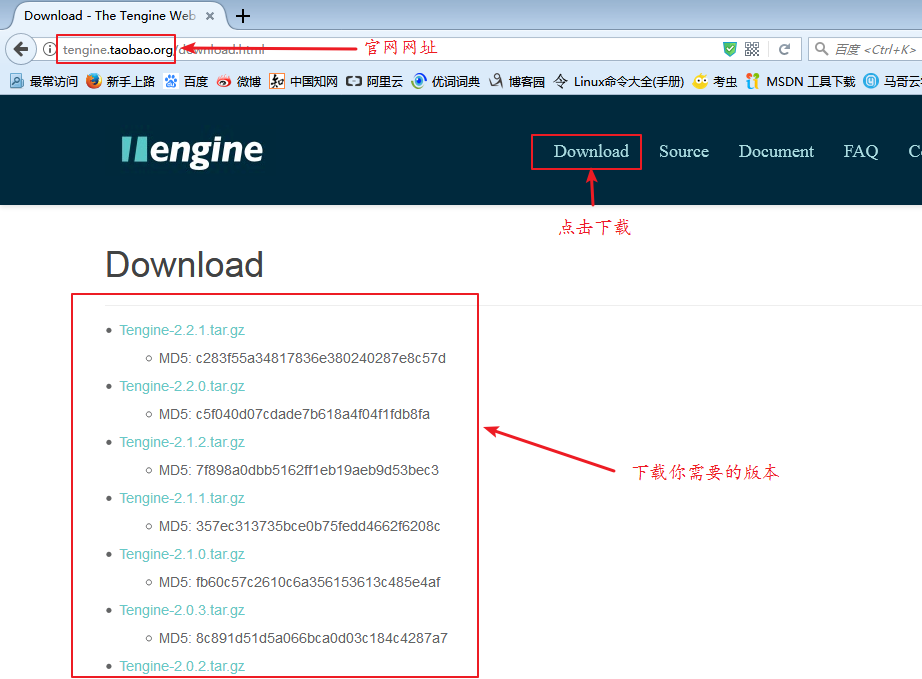 Download - The Tengine Web × +
tengine.taobao.org/download.html 官网网址 百度 <Ctrl+K>
最常访问 新手上路 百度 微博 中国知网 阿里云 优词词典 博客园 Linux命令大全(手册) 考虫 MSDN 工具下载 马哥云
engine Download Source Document FAQ C
点击下载
Download
Tengine-2.2.1.tar.gz
MD5: c283f55a34817836e380240287e8c57d
Tengine-2.2.0.tar.gz
MD5: c5f040d07cdade7b618a4f04f1fdb8fa
Tengine-2.1.2.tar.gz
MD5: 7f898a0dbb5162ff1eb19aeb9d53bec3
下载你需要的版本
Tengine-2.1.1.tar.gz
MD5: 357ec313735bce0b75fedd4662f6208c
Tengine-2.1.0.tar.gz
MD5: fb60c57c2610c6a356153613c485e4af
Tengine-2.0.3.tar.gz
MD5: 8c891d51d5a066bca0d03c184c4287a7
Tengine-2.0.2.tar.gz